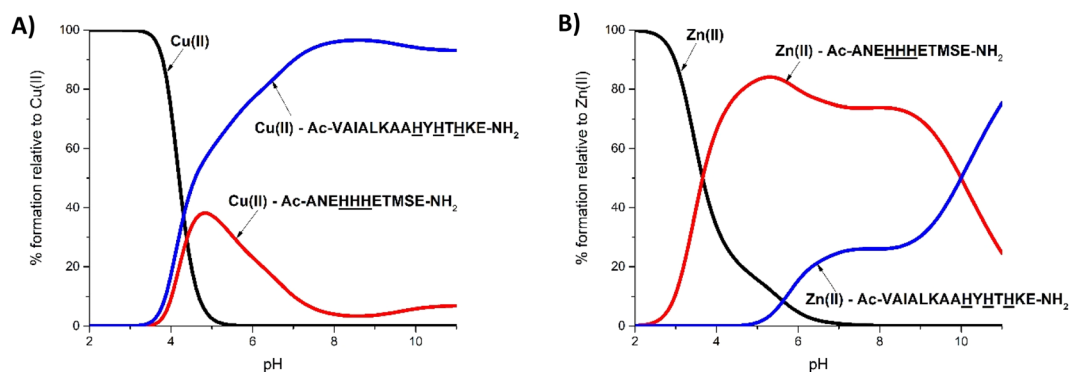 A)
% formation relative to Cu(II)
100
80
60
40
20
0
2
4
6
8
10
pH
Cu(II)
Cu(II) - Ac-VAIALKAAHYHTHKE-NH2
Cu(II) - Ac-ANEHHHETMSE-NH2
B)
% formation relative to Zn(II)
100
80
60
40
20
0
2
4
6
8
10
pH
Zn(II)
Zn(II) - Ac-ANEHHHETMSE-NH2
Zn(II) - Ac-VAIALKAAHYHTHKE-NH2